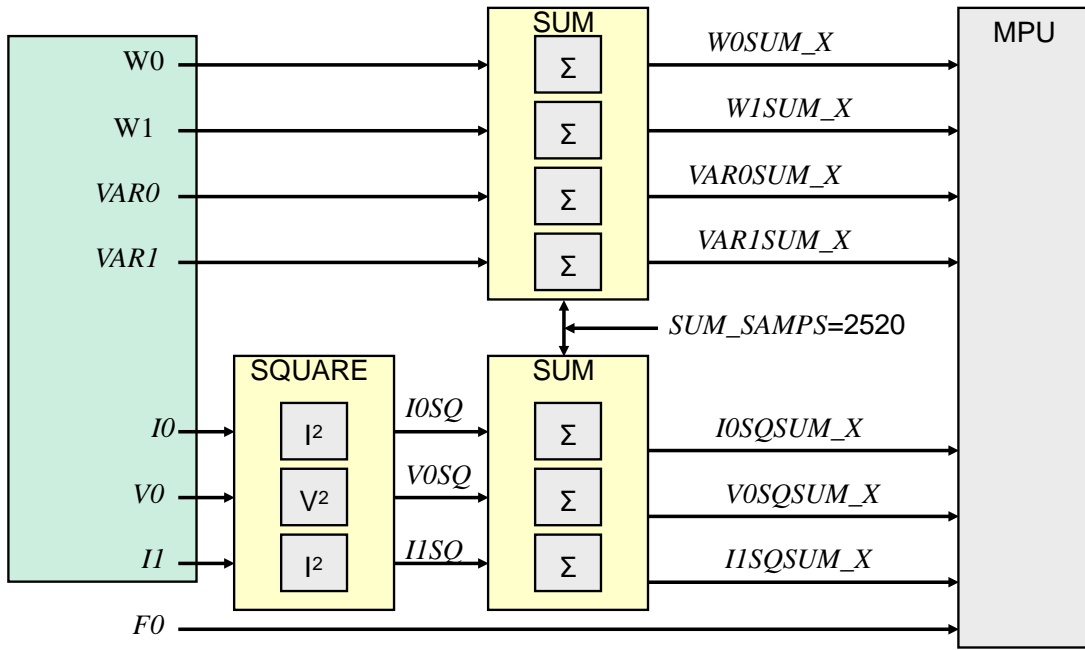 SUM
MPU
W0
Σ
W0SUM_X
W1
Σ
W1SUM_X
VAR0
Σ
VAR0SUM_X
VAR1
Σ
VAR1SUM_X
SUM_SAMPS=2520
SQUARE
SUM
I0
I²
I0SQ
Σ
I0SQSUM_X
V0
V²
V0SQ
Σ
V0SQSUM_X
I1
I²
I1SQ
Σ
I1SQSUM_X
F0